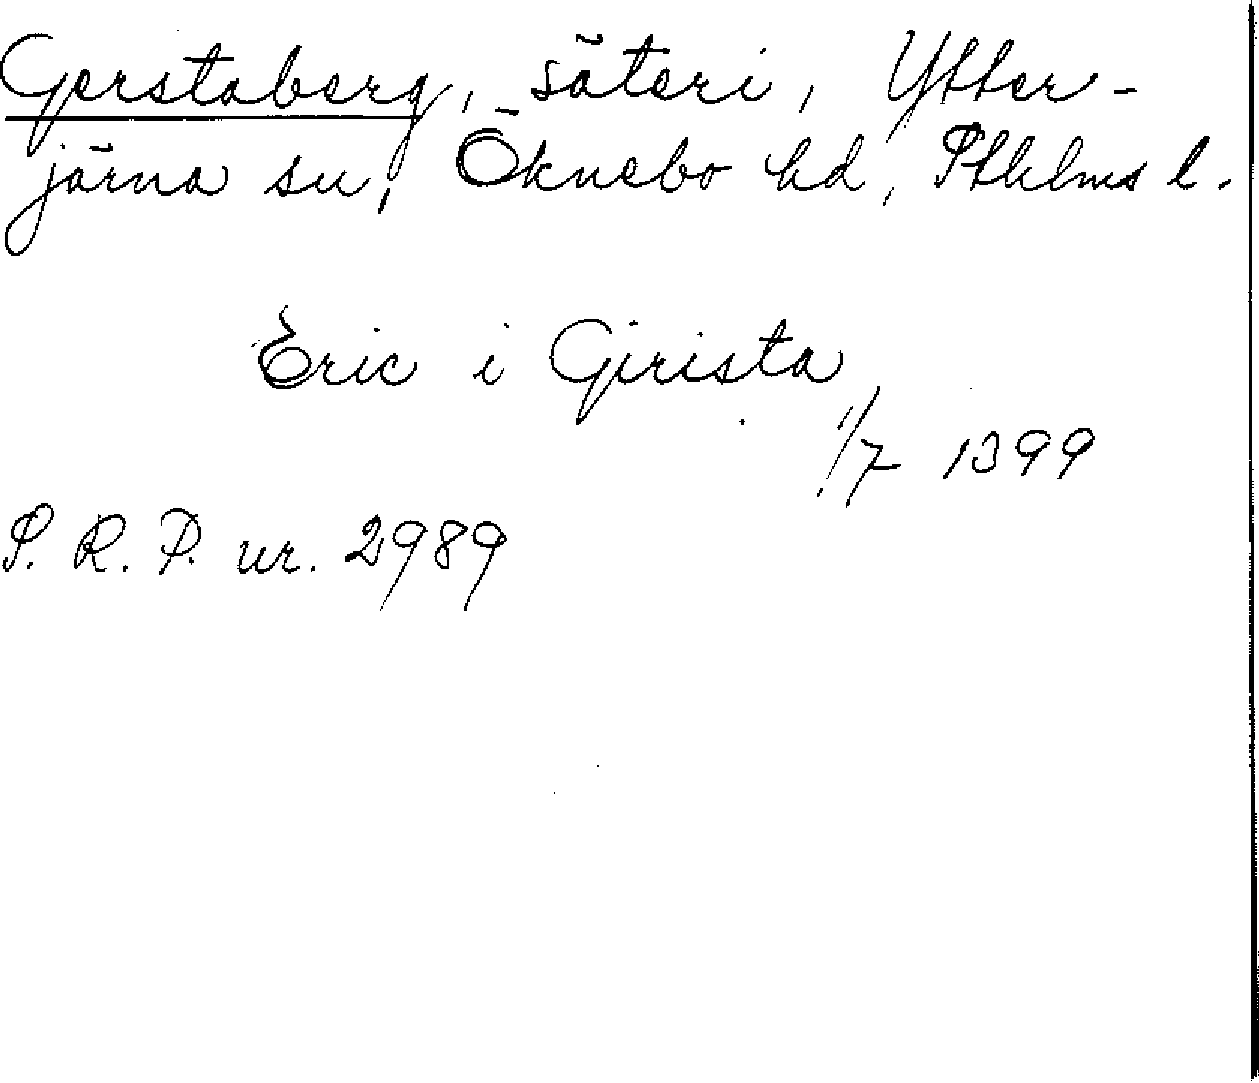 Gerstaberg, säteri, Ytter-
järna sn, Öknebo hd, Sthlms l.
Eric i Girista
1/7 1399
S. R. P. nr. 2989